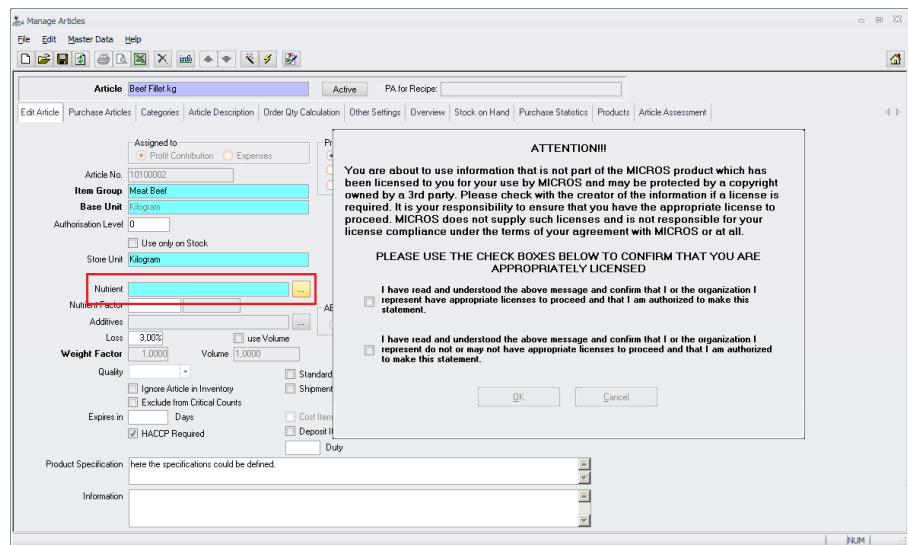 Manage Articles
File Edit Master Data Help
info
Article Beef Fillet kg Active PA for Recipe:
Edit Article Purchase Articles Categories Article Description Order Qty Calculation Other Settings Overview Stock on Hand Purchase Statistics Products Article Assessment
Assigned to Pr
Profit Contribution Expenses
Article No. 10100002
Item Group Meat Beef
Base Unit Kilogram
Authorisation Level 0
Use only on Stock
Store Unit Kilogram
Nutrient ...
Nutrient Factor AE
Additives ...
Loss 3,00% use Volume
Weight Factor 1,0000 Volume 1,0000
Quality Standard
Ignore Article in Inventory Shipment
Exclude from Critical Counts
Expires in Days Cost Item
HACCP Required Deposit It
Duty
Product Specification here the specifications could be defined.
Information
ATTENTION!!!
You are about to use information that is not part of the MICROS product which has
been licensed to you for your use by MICROS and may be protected by a copyright
owned by a 3rd party. Please check with the creator of the information if a license is
required. It is your responsibility to ensure that you have the appropriate license to
proceed. MICROS does not supply such licenses and is not responsible for your
license compliance under the terms of your agreement with MICROS or at all.
PLEASE USE THE CHECK BOXES BELOW TO CONFIRM THAT YOU ARE
APPROPRIATELY LICENSED
I have read and understood the above message and confirm that I or the organization I
represent have appropriate licenses to proceed and that I am authorized to make this
statement.
I have read and understood the above message and confirm that I or the organization I
represent do not or may not have appropriate licenses to proceed and that I am authorized
to make this statement.
OK Cancel
NUM